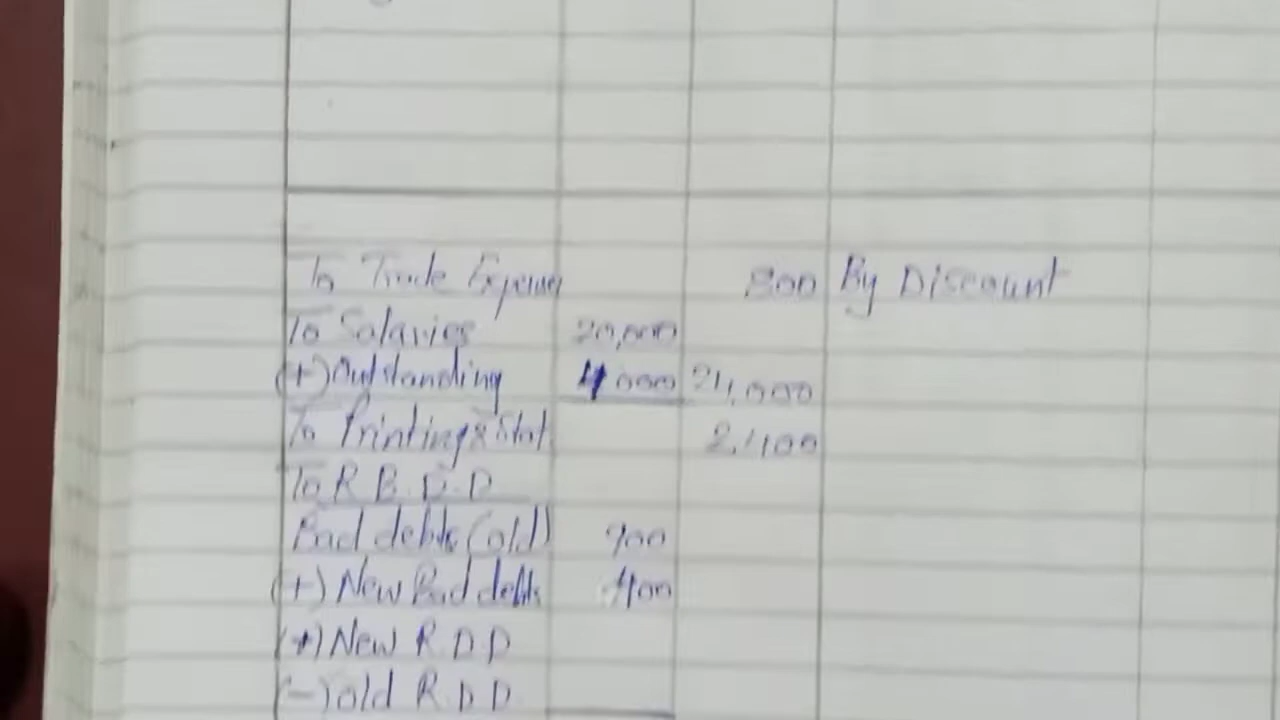 To Trade Expenses 800 By Discount
To Salaries 20,000
(+) Outstanding 4000 24,000
To Printing & Stat 2,400
To R.B.D.D
Bad debts (old) 900
(+) New Bad debts 400
(+) New R.D.D
(-) old R.D.D